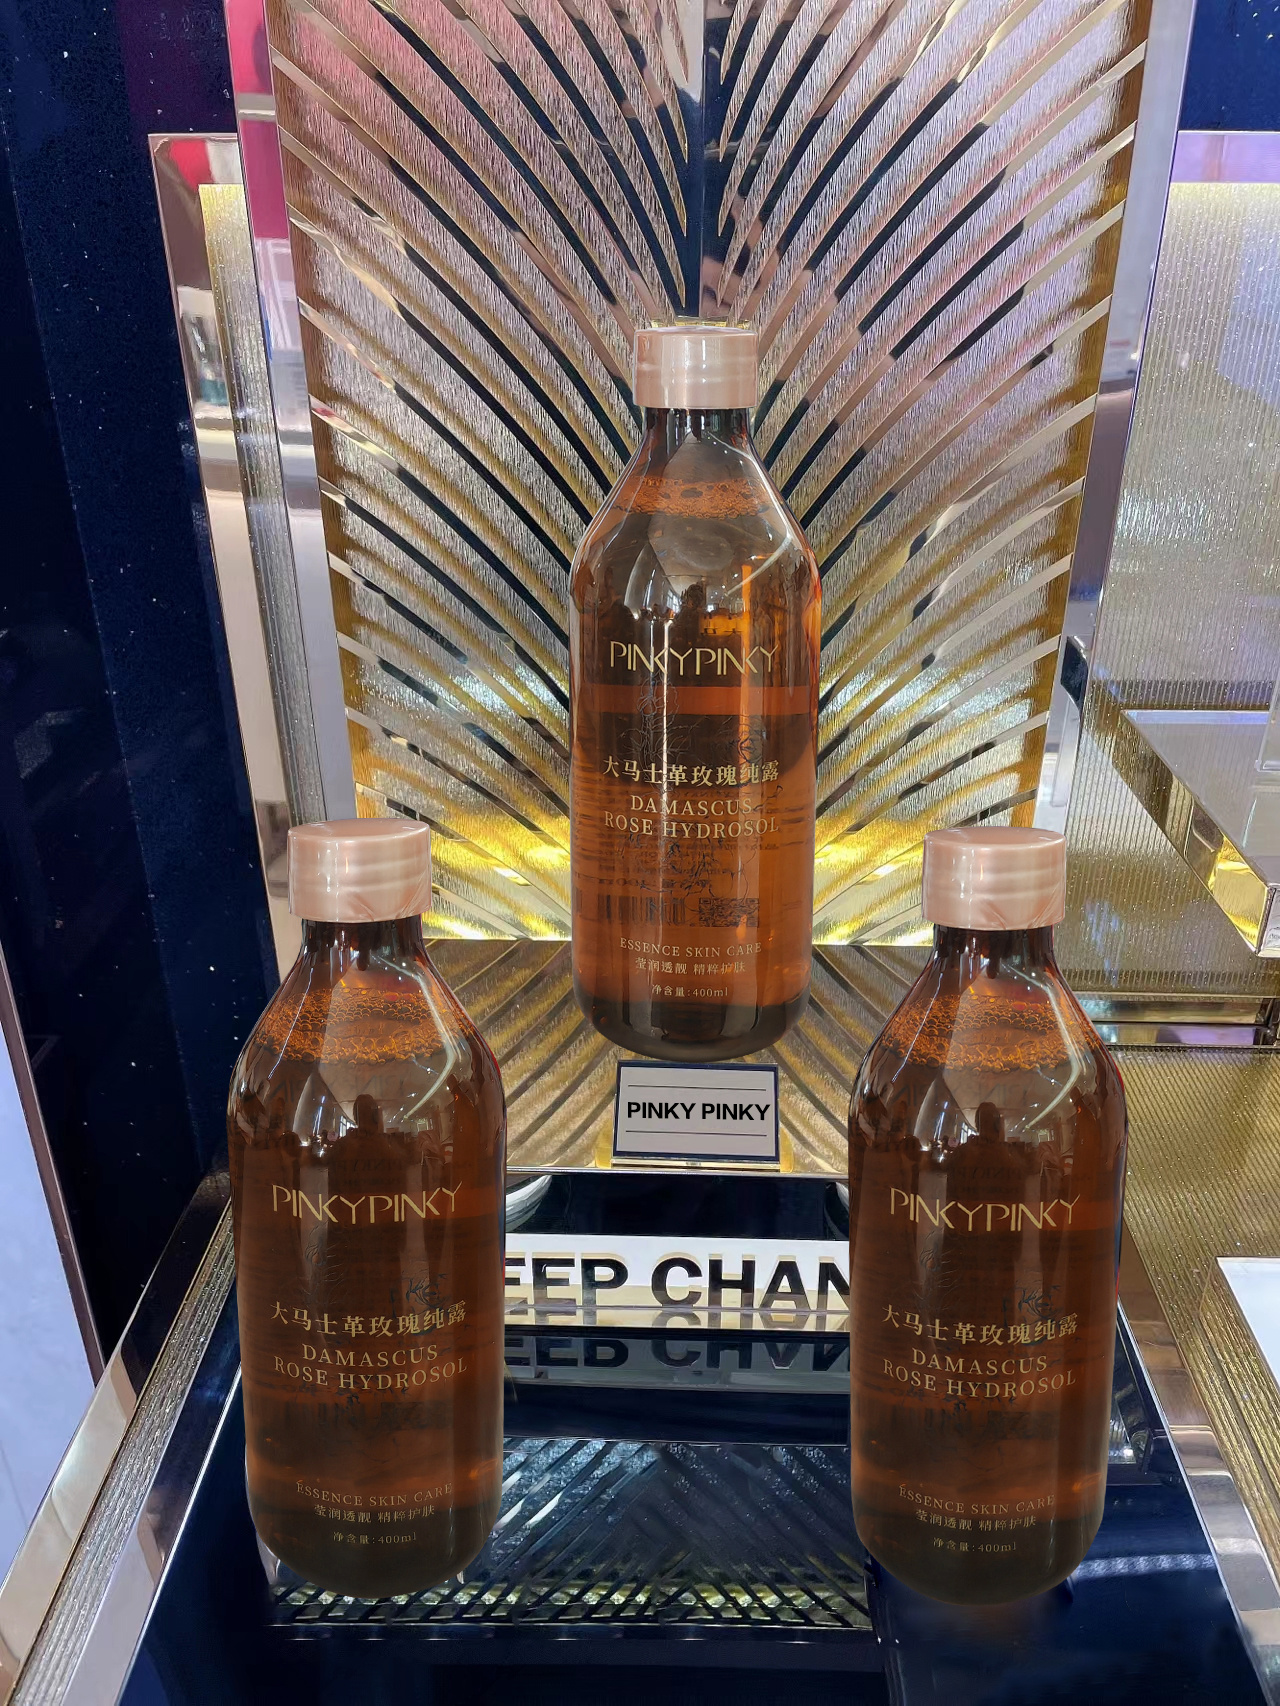 PINKYPINKY
大马士革玫瑰纯露
DAMASCUS
ROSE HYDROSOL
ESSENCE SKIN CARE
莹润透靓 精粹护肤
净含量:400ml
PINKY PINKY
EEP CHAN
PINKYPINKY
大马士革玫瑰纯露
DAMASCUS
ROSE HYDROSOL
ESSENCE SKIN CARE
莹润透靓 精粹护肤
净含量:400ml
PINKYPINKY
大马士革玫瑰纯露
DAMASCUS
ROSE HYDROSOL
ESSENCE SKIN CARE
莹润透靓 精粹护肤
净含量:400ml